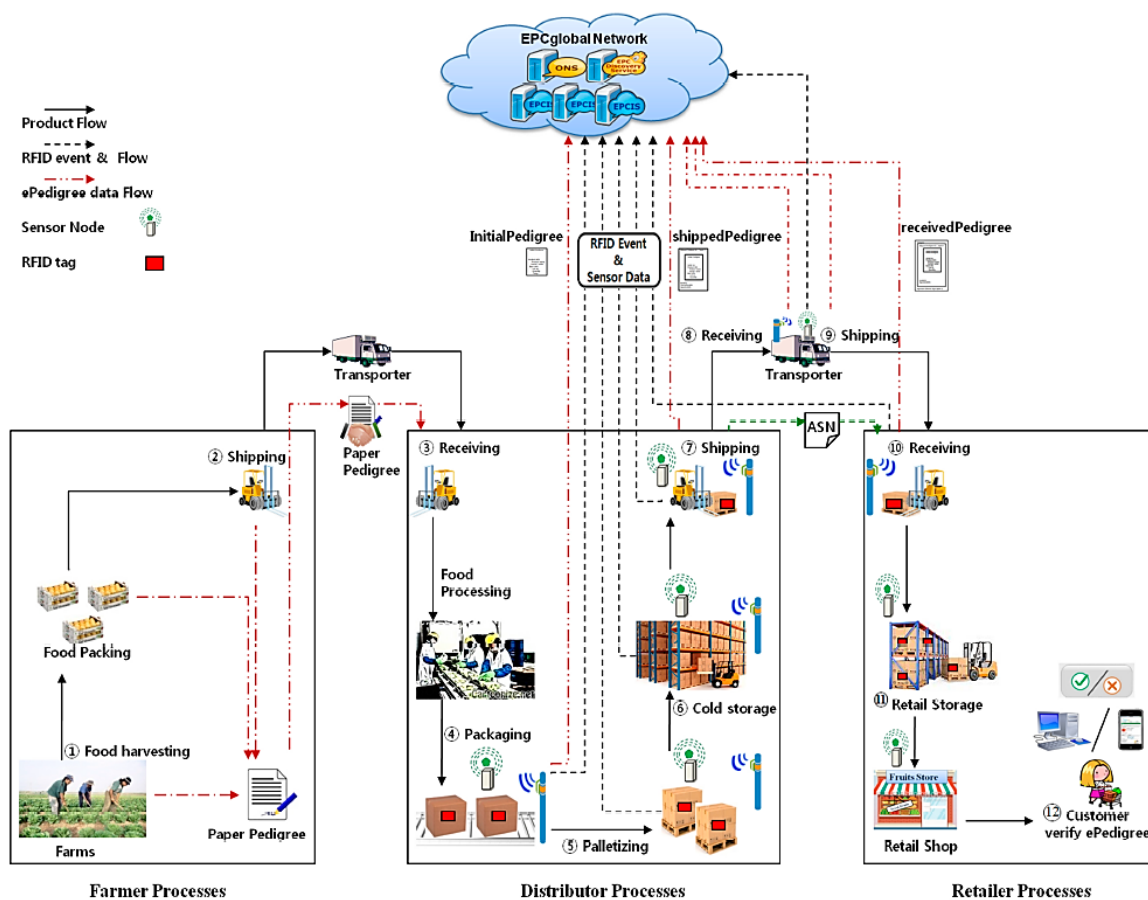 EPCglobal Network
ONS
EPC
Discovery
Service
EPCIS
EPCIS
EPCIS
Product Flow
RFID event & Flow
ePedigree data Flow
Sensor Node
RFID tag
InitialPedigree
RFID Event
&
Sensor Data
shippedPedigree
receivedPedigree
Transporter
Paper
Pedigree
⑧ Receiving
⑨ Shipping
Transporter
ASN
② Shipping
Food Packing
① Food harvesting
Farms
Paper Pedigree
③ Receiving
Food
Processing
④ Packaging
⑤ Palletizing
⑥ Cold storage
⑦ Shipping
⑩ Receiving
⑪ Retail Storage
Fruits Store
Retail Shop
⑫ Customer
verify ePedigree
Farmer Processes
Distributor Processes
Retailer Processes